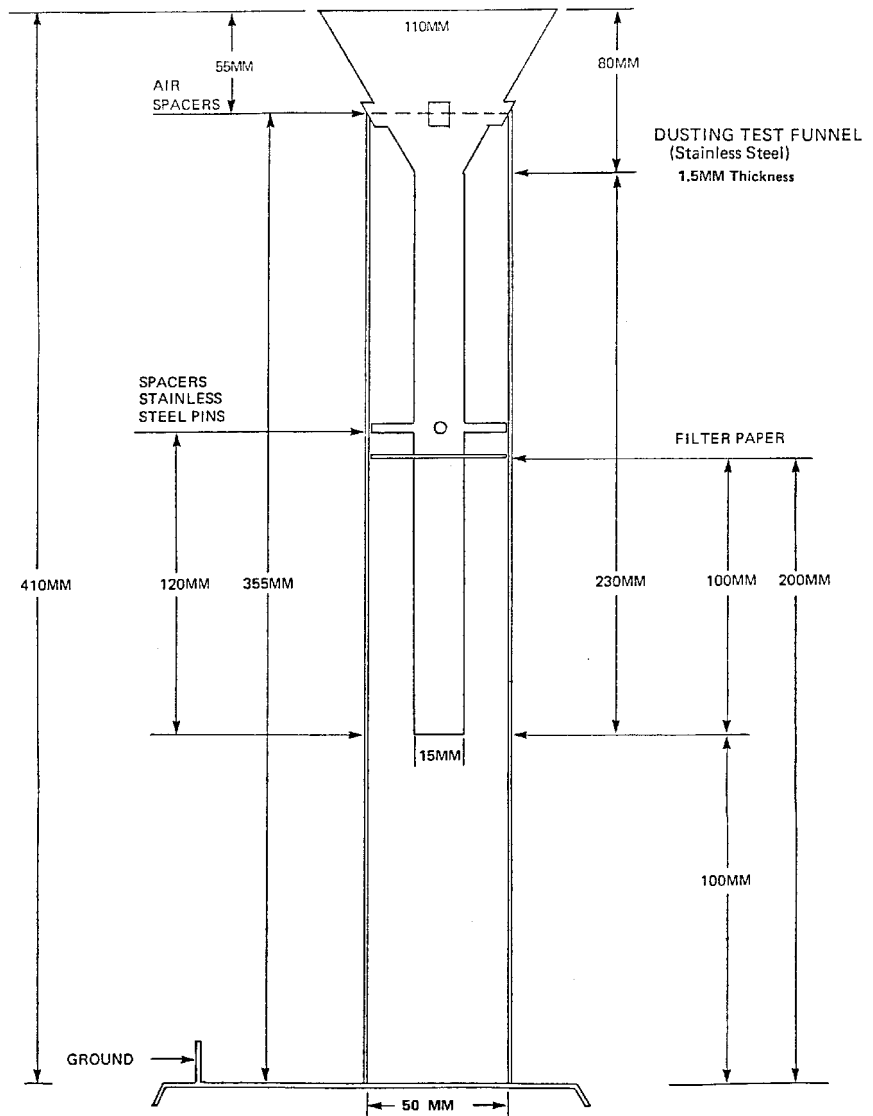 110MM
55MM
80MM
AIR
SPACERS
DUSTING TEST FUNNEL
(Stainless Steel)
1.5MM Thickness
SPACERS
STAINLESS
STEEL PINS
FILTER PAPER
410MM
120MM
355MM
230MM
100MM
200MM
15MM
100MM
GROUND
50 MM